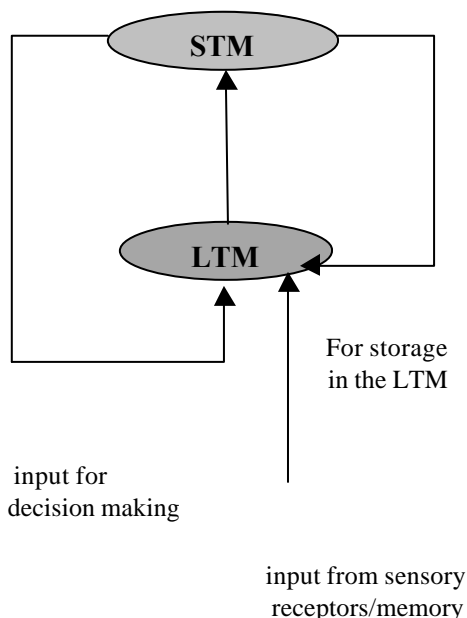 STM
LTM
For storage
in the LTM
input for
decision making
input from sensory
receptors/memory